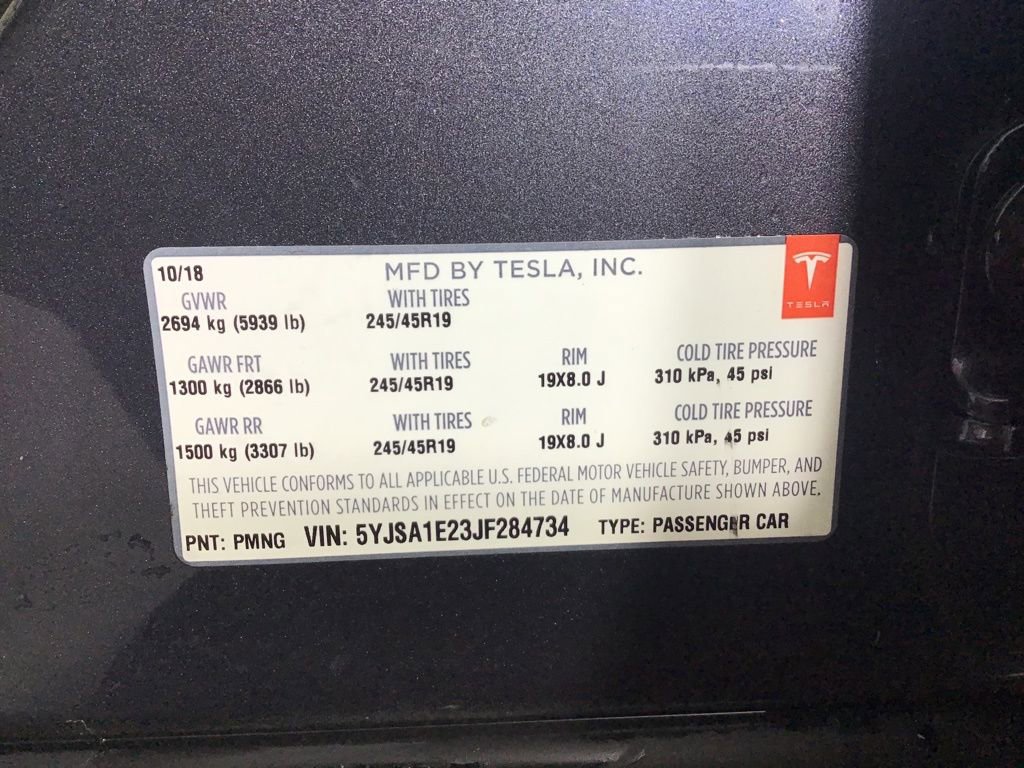 10/18 MFD BY TESLA, INC.
TESLA
GVWR WITH TIRES
2694 kg (5939 lb) 245/45R19
GAWR FRT WITH TIRES RIM COLD TIRE PRESSURE
1300 kg (2866 lb) 245/45R19 19X8.0 J 310 kPa, 45 psi
GAWR RR WITH TIRES RIM COLD TIRE PRESSURE
1500 kg (3307 lb) 245/45R19 19X8.0 J 310 kPa, 45 psi
THIS VEHICLE CONFORMS TO ALL APPLICABLE U.S. FEDERAL MOTOR VEHICLE SAFETY, BUMPER, AND
THEFT PREVENTION STANDARDS IN EFFECT ON THE DATE OF MANUFACTURE SHOWN ABOVE.
PNT: PMNG VIN: 5YJSA1E23JF284734 TYPE: PASSENGER CAR